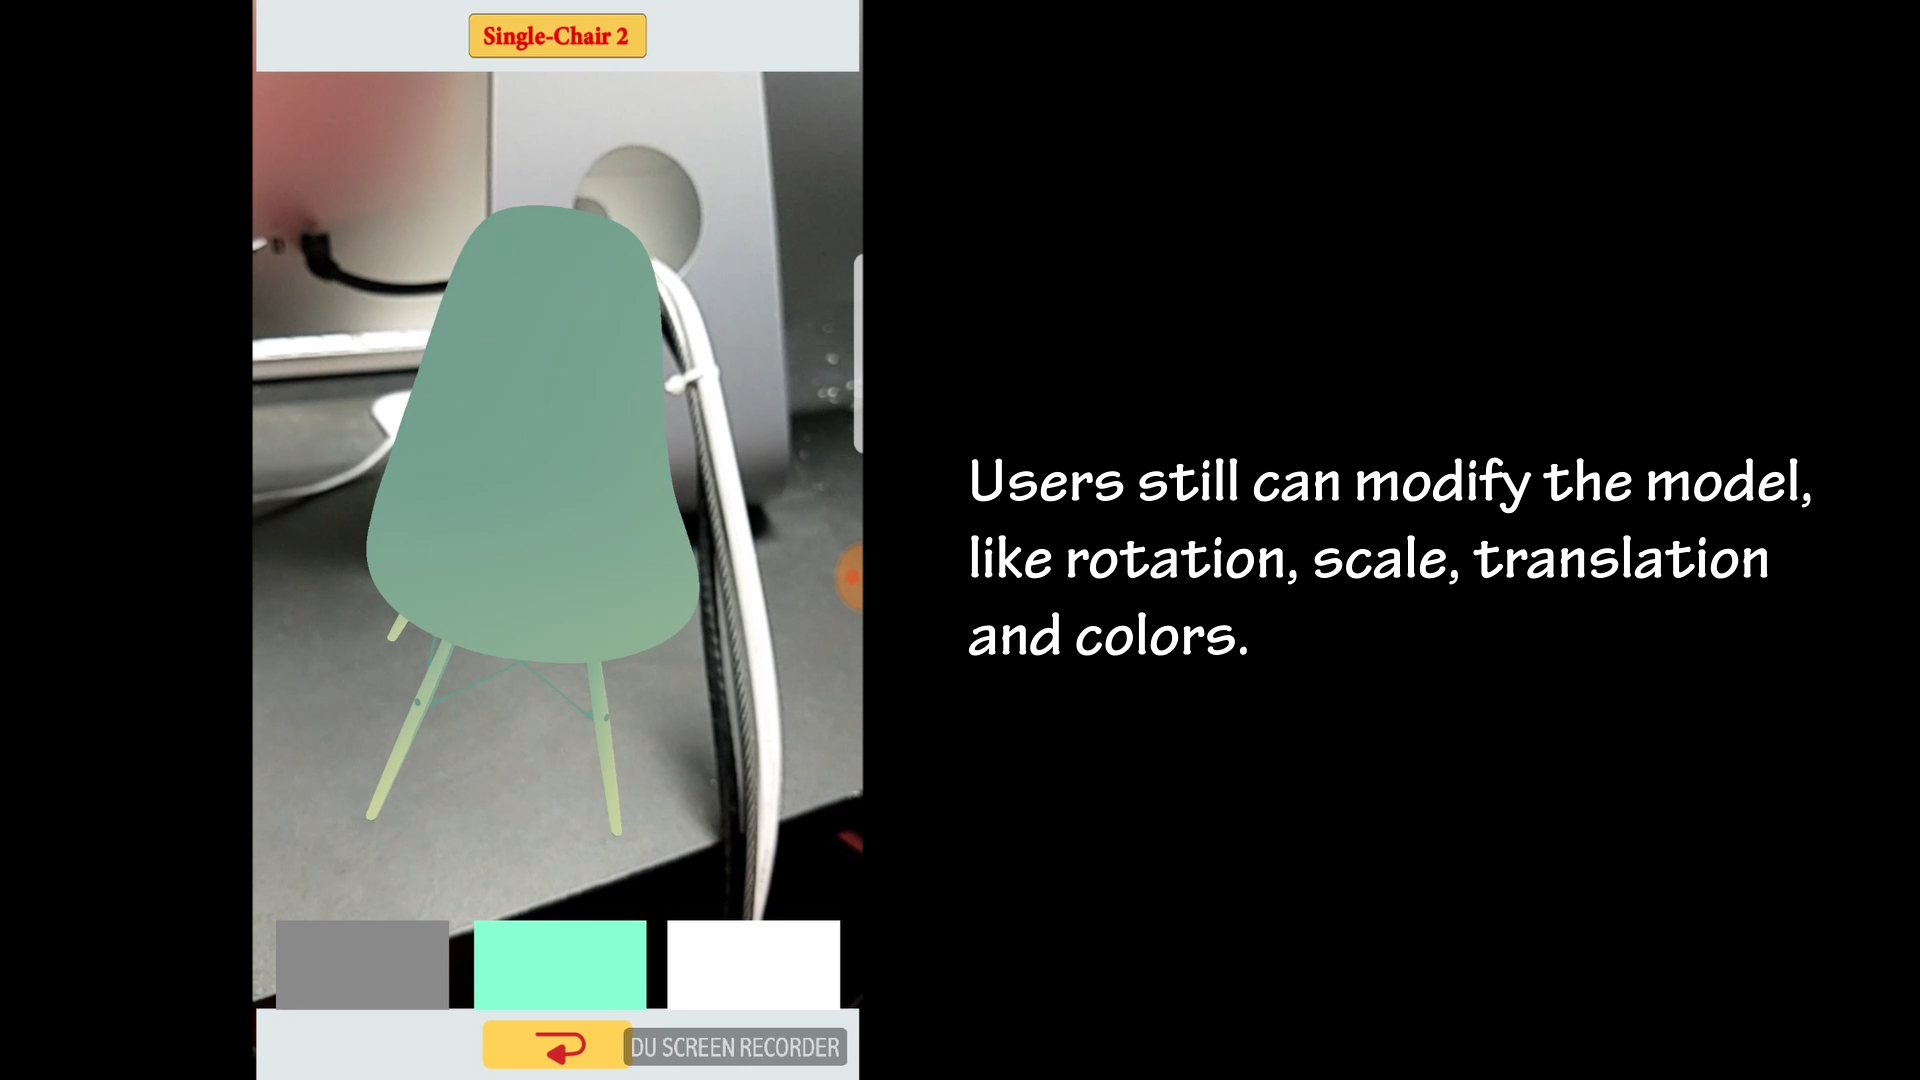 Single-Chair 2
Users still can modify the model,
like rotation, scale, translation
and colors.
DU SCREEN RECORDER